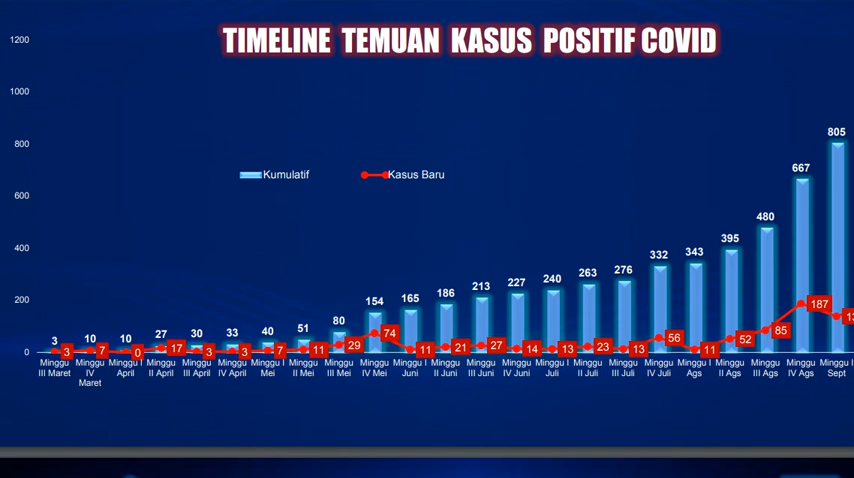 TIMELINE TEMUAN KASUS POSITIF COVID
1200
1000
800
600
400
200
0
Kumulatif
Kasus Baru
3 10 10 27 30 33 40 51 80 154 165 186 213 227 240 263 276 332 343 395 480 667 805
3 7 0 17 3 3 7 11 29 74 11 21 27 14 13 23 13 56 11 52 85 187
Minggu III Maret
Minggu IV Maret
Minggu I April
Minggu II April
Minggu III April
Minggu IV April
Minggu I Mei
Minggu II Mei
Minggu III Mei
Minggu IV Mei
Minggu I Juni
Minggu II Juni
Minggu III Juni
Minggu IV Juni
Minggu I Juli
Minggu II Juli
Minggu III Juli
Minggu IV Juli
Minggu I Ags
Minggu II Ags
Minggu III Ags
Minggu IV Ags
Minggu I Sept